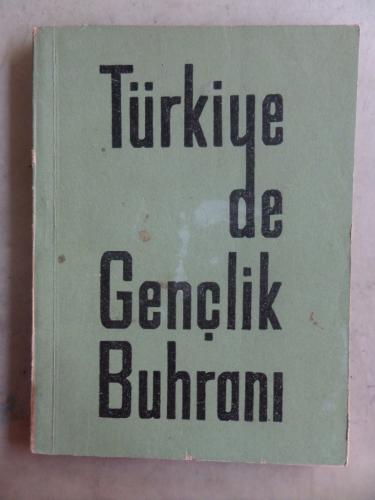 Türkiye
de
Gençlik
Buhranı